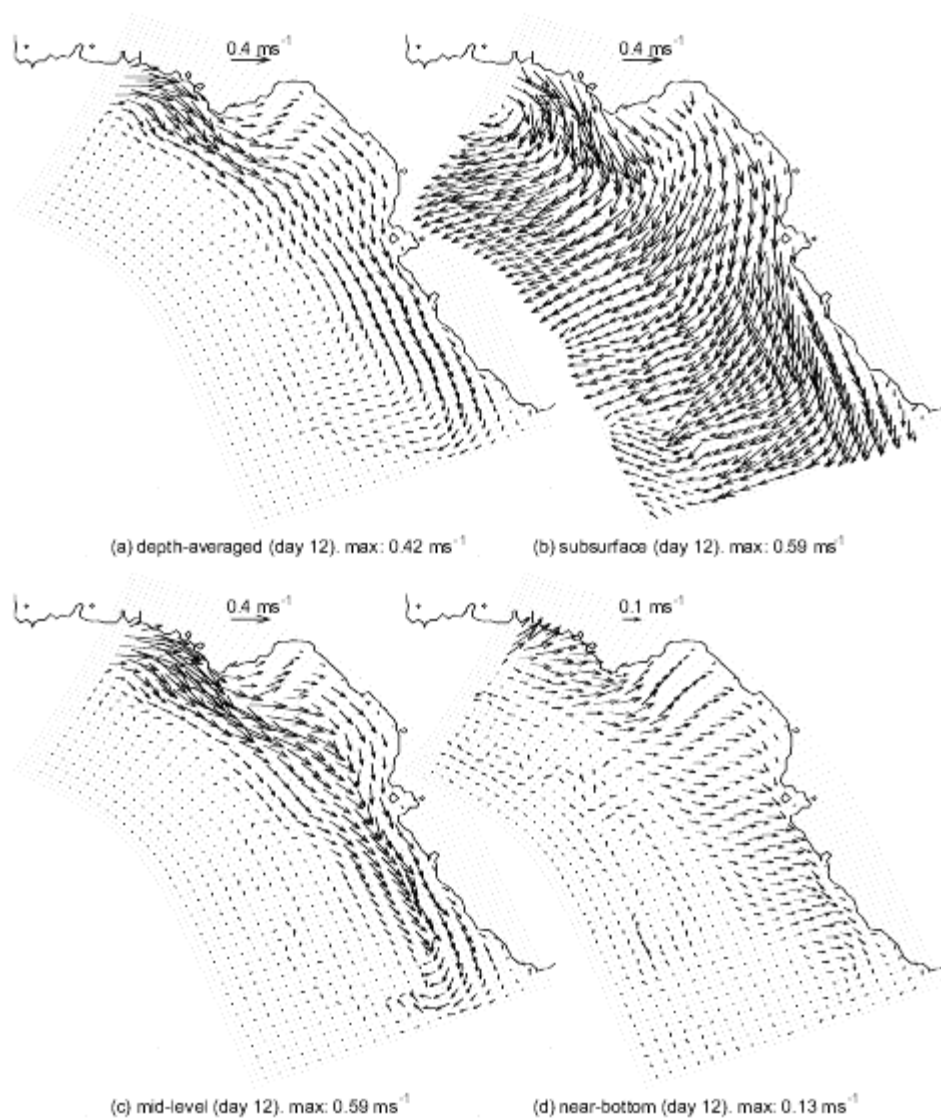 0.4 ms⁻¹
0.4 ms⁻¹
(a) depth-averaged (day 12). max: 0.42 ms⁻¹
(b) subsurface (day 12). max: 0.59 ms⁻¹
0.4 ms⁻¹
0.1 ms⁻¹
(c) mid-level (day 12). max: 0.59 ms⁻¹
(d) near-bottom (day 12). max: 0.13 ms⁻¹